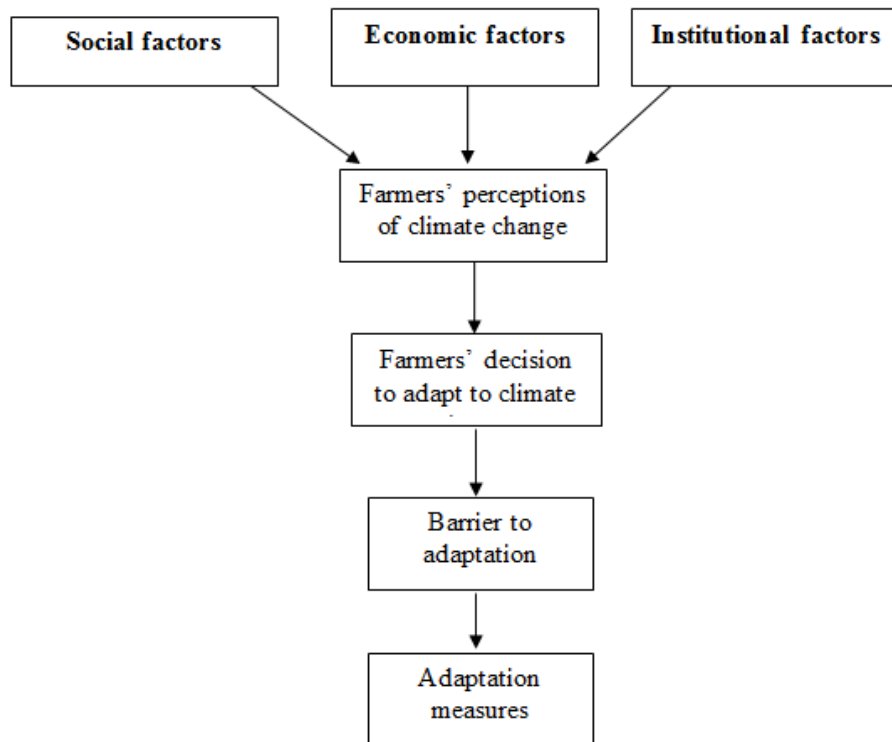 Social factors
Economic factors
Institutional factors
Farmers’ perceptions
of climate change
Farmers’ decision
to adapt to climate
Barrier to
adaptation
Adaptation
measures